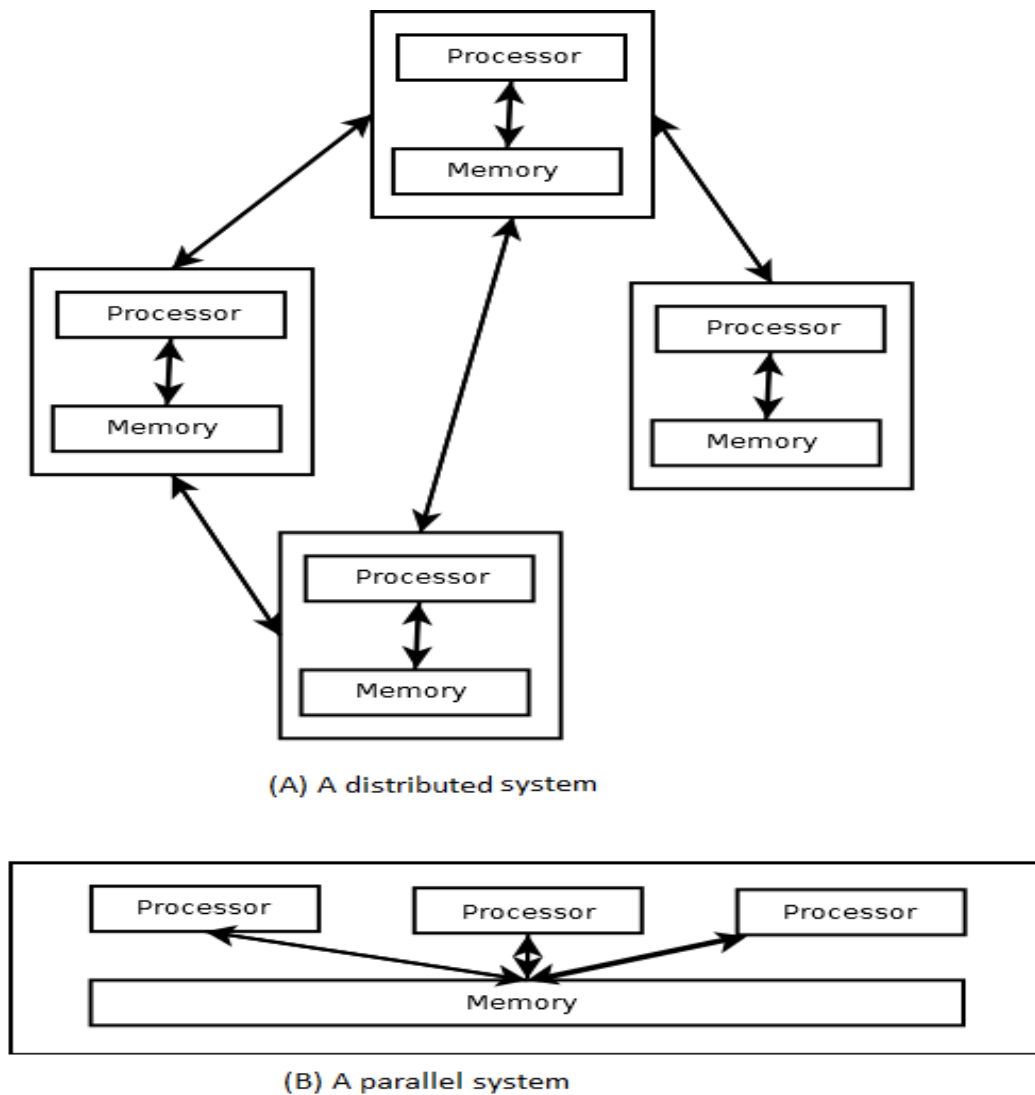 Processor
Memory
Processor
Memory
Processor
Memory
Processor
Memory
(A) A distributed system
Processor
Processor
Processor
Memory
(B) A parallel system